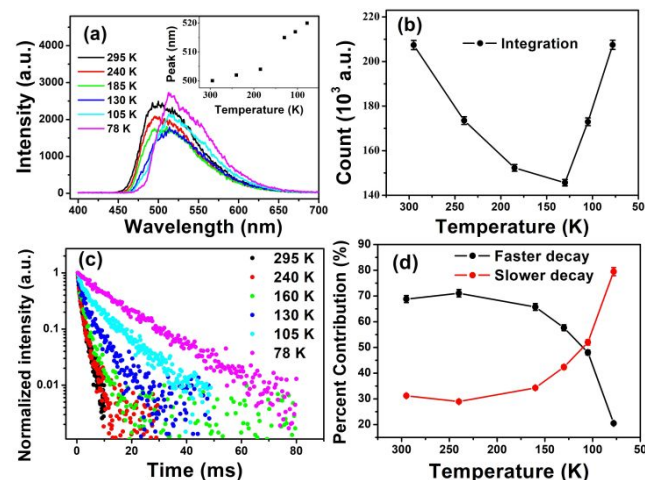 (a)
295 K
240 K
185 K
130 K
105 K
78 K
Intensity (a.u.)
4000
3000
2000
1000
0
400 450 500 550 600 650 700
Wavelength (nm)
Peak (nm)
520
510
500
300 200 100
Temperature (K)
(b)
Integration
Count (10³ a.u.)
220
200
180
160
140
300 250 200 150 100 50
Temperature (K)
(c)
295 K
240 K
160 K
130 K
105 K
78 K
Normalized intensity (a.u.)
1
0.1
0.01
0 20 40 60 80
Time (ms)
(d)
Faster decay
Slower decay
Percent Contribution (%)
90
80
70
60
50
40
30
20
300 250 200 150 100 50
Temperature (K)